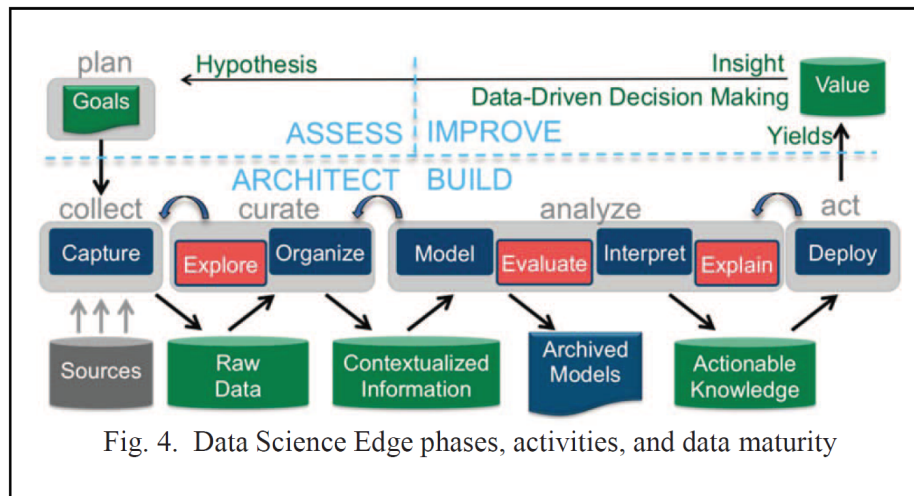 plan
Goals
Hypothesis
Insight
Data-Driven Decision Making
Value
Yields
ASSESS IMPROVE
ARCHITECT BUILD
collect
curate
analyze
act
Capture
Explore
Organize
Model
Evaluate
Interpret
Explain
Deploy
Sources
Raw
Data
Contextualized
Information
Archived
Models
Actionable
Knowledge
Fig. 4. Data Science Edge phases, activities, and data maturity